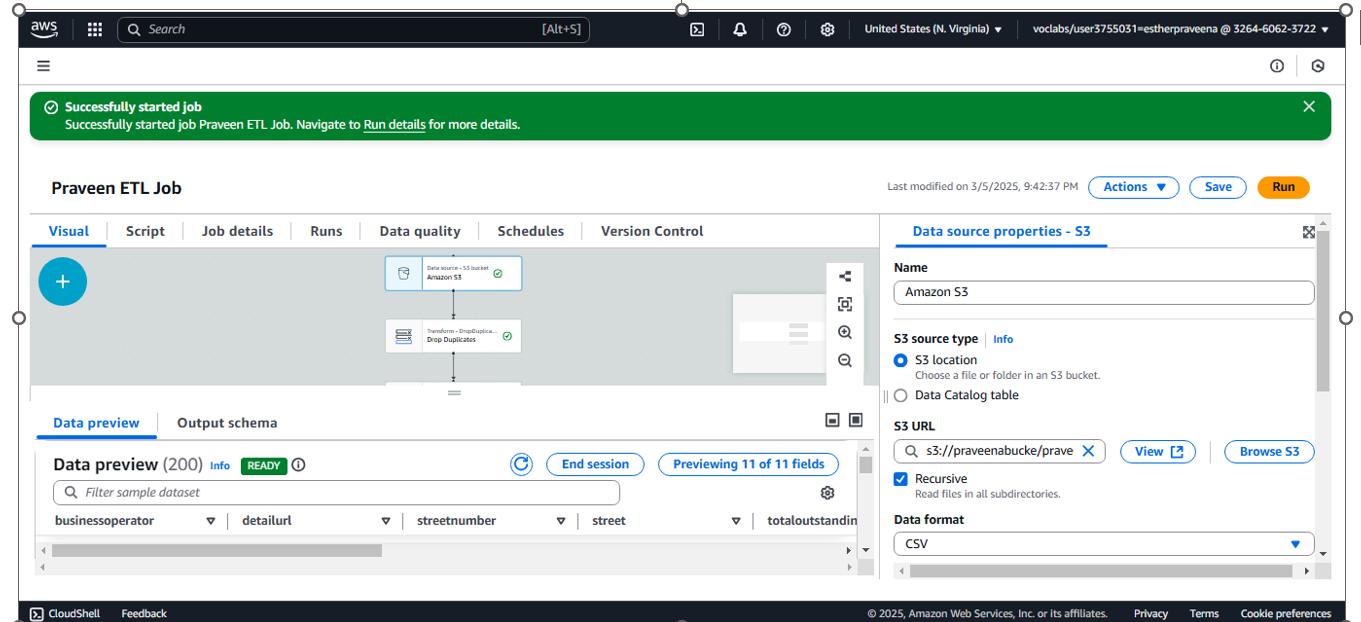 aws
Search [Alt+S] United States (N. Virginia) ▼ voclabs/user3755031=estherpraveena @ 3264-6062-3722 ▼
Successfully started job
Successfully started job Praveen ETL Job. Navigate to Run details for more details.
Praveen ETL Job
Last modified on 3/5/2025, 9:42:37 PM
Actions ▼
Save
Run
Visual
Script
Job details
Runs
Data quality
Schedules
Version Control
Data source - S3 bucket
Amazon S3
Transform - DropDuplica...
Drop Duplicates
Data preview
Output schema
Data preview (200) Info READY
End session
Previewing 11 of 11 fields
Filter sample dataset
businessoperator
detailurl
streetnumber
street
totaloutstandin
Data source properties - S3
Name
Amazon S3
S3 source type Info
S3 location
Choose a file or folder in an S3 bucket.
Data Catalog table
S3 URL
s3://praveenabucke/prave
View
Browse S3
Recursive
Read files in all subdirectories.
Data format
CSV
CloudShell Feedback © 2025, Amazon Web Services, Inc. or its affiliates. Privacy Terms Cookie preferences